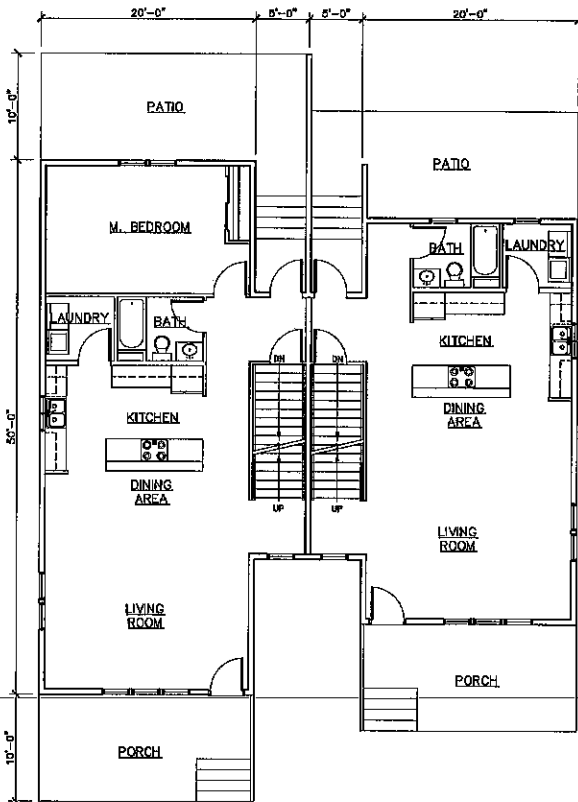 20'-0" 5'-0" 5'-0" 20'-0"
10'-0"
PATIO
PATIO
M. BEDROOM
BATH
LAUNDRY
LAUNDRY
BATH
KITCHEN
DN
DN
DINING
AREA
KITCHEN
50'-0"
DINING
AREA
UP
UP
LIVING
ROOM
LIVING
ROOM
PORCH
10'-0"
PORCH